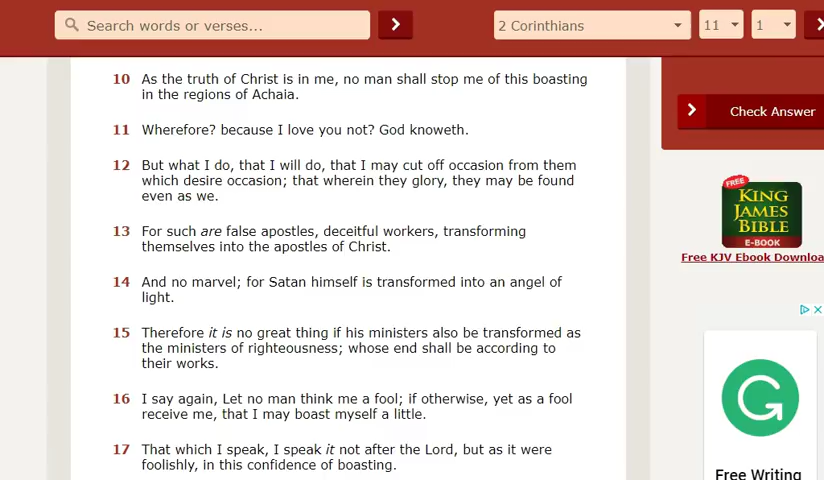 Search words or verses...
2 Corinthians
11
1
10 As the truth of Christ is in me, no man shall stop me of this boasting
in the regions of Achaia.
11 Wherefore? because I love you not? God knoweth.
12 But what I do, that I will do, that I may cut off occasion from them
which desire occasion; that wherein they glory, they may be found
even as we.
13 For such are false apostles, deceitful workers, transforming
themselves into the apostles of Christ.
14 And no marvel; for Satan himself is transformed into an angel of
light.
15 Therefore it is no great thing if his ministers also be transformed as
the ministers of righteousness; whose end shall be according to
their works.
16 I say again, Let no man think me a fool; if otherwise, yet as a fool
receive me, that I may boast myself a little.
17 That which I speak, I speak it not after the Lord, but as it were
foolishly, in this confidence of boasting.
Check Answer
FREE
KING
JAMES
BIBLE
E-BOOK
Free KJV Ebook Downloa
Free Writing